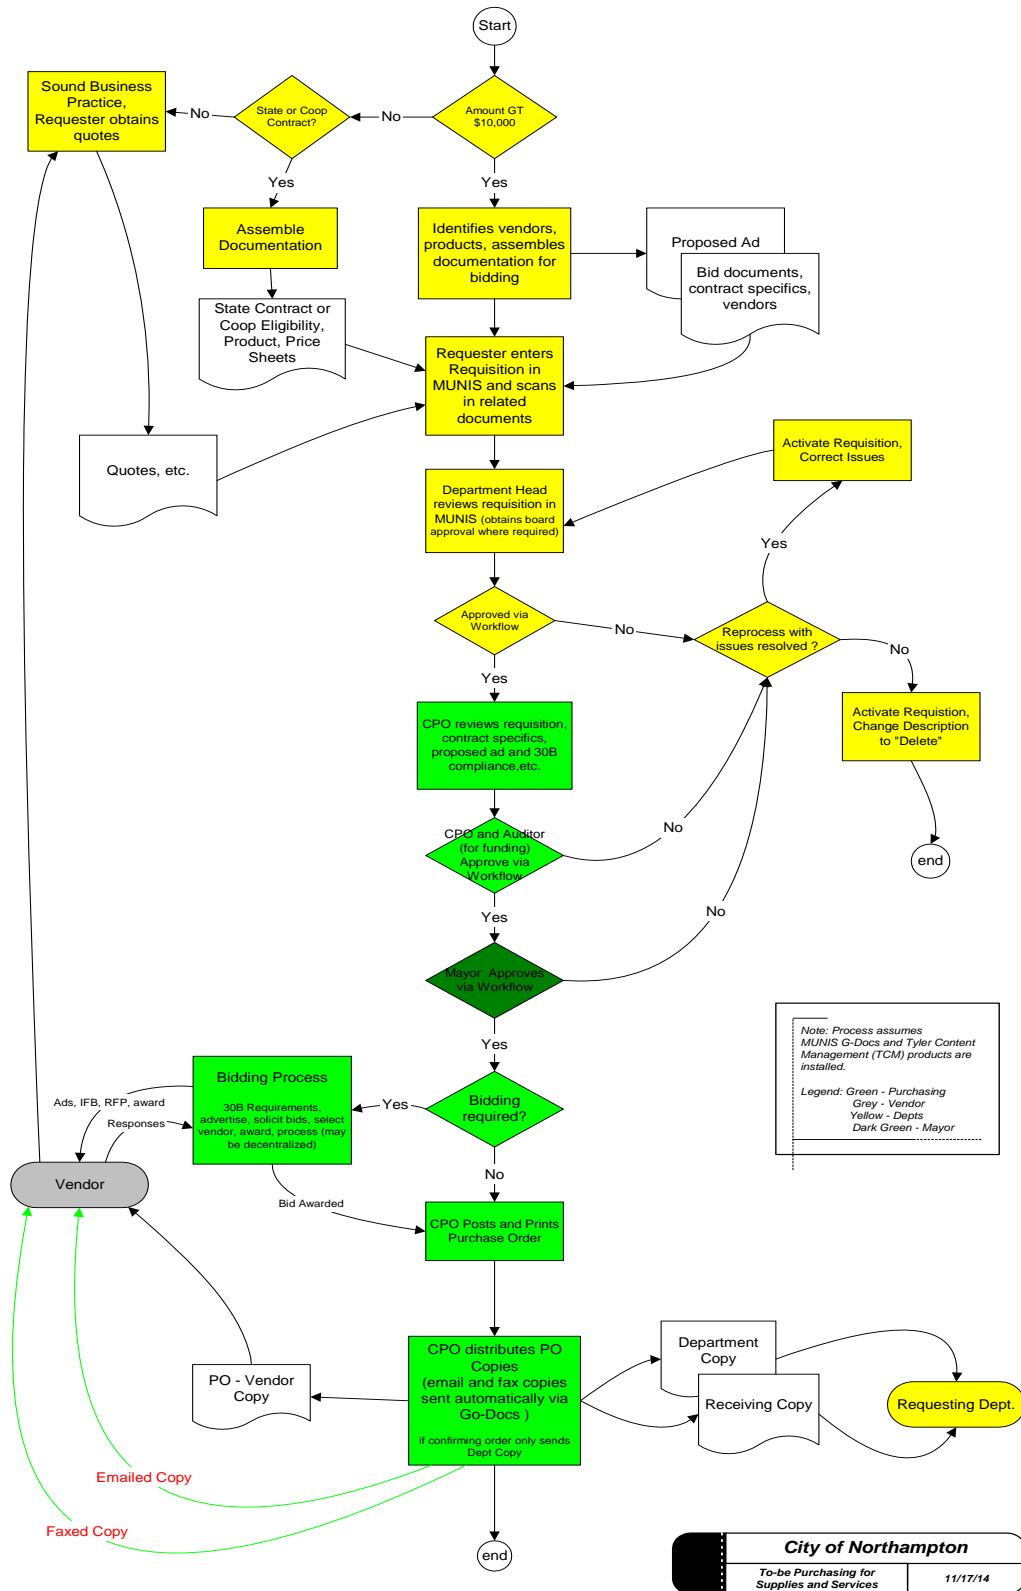 Start
Sound Business
Practice,
Requester obtains
quotes
No
State or Coop
Contract?
No
Amount GT
$10,000
Yes
Yes
Assemble
Documentation
Identifies vendors,
products, assembles
documentation for
bidding
Proposed Ad
Bid documents,
contract specifics,
vendors
State Contract or
Coop Eligibility,
Product, Price
Sheets
Requester enters
Requisition in
MUNIS and scans
in related
documents
Quotes, etc.
Activate Requisition,
Correct Issues
Department Head
reviews requisition in
MUNIS (obtains board
approval where required)
Yes
Approved via
Workflow
No
Reprocess with
issues resolved ?
No
Yes
CPO reviews requisition,
contract specifics,
proposed ad and 30B
compliance,etc.
Activate Requistion,
Change Description
to "Delete"
CPO and Auditor
(for funding)
Approve via
Workflow
No
end
Yes
No
Mayor Approves
via Workflow
Yes
Note: Process assumes
MUNIS G-Docs and Tyler Content
Management (TCM) products are
installed.
Legend: Green - Purchasing
Grey - Vendor
Yellow - Depts
Dark Green - Mayor
Bidding Process
30B Requirements,
advertise, solicit bids, select
vendor, award, process (may
be decentralized)
Ads, IFB, RFP, award
Responses
Yes
Bidding
required?
No
Vendor
Bid Awarded
CPO Posts and Prints
Purchase Order
CPO distributes PO
Copies
(email and fax copies
sent automatically via
Go-Docs )
if confirming order only sends
Dept Copy
PO - Vendor
Copy
Department
Copy
Receiving Copy
Requesting Dept.
Emailed Copy
Faxed Copy
end
City of Northampton
To-be Purchasing for
Supplies and Services
11/17/14